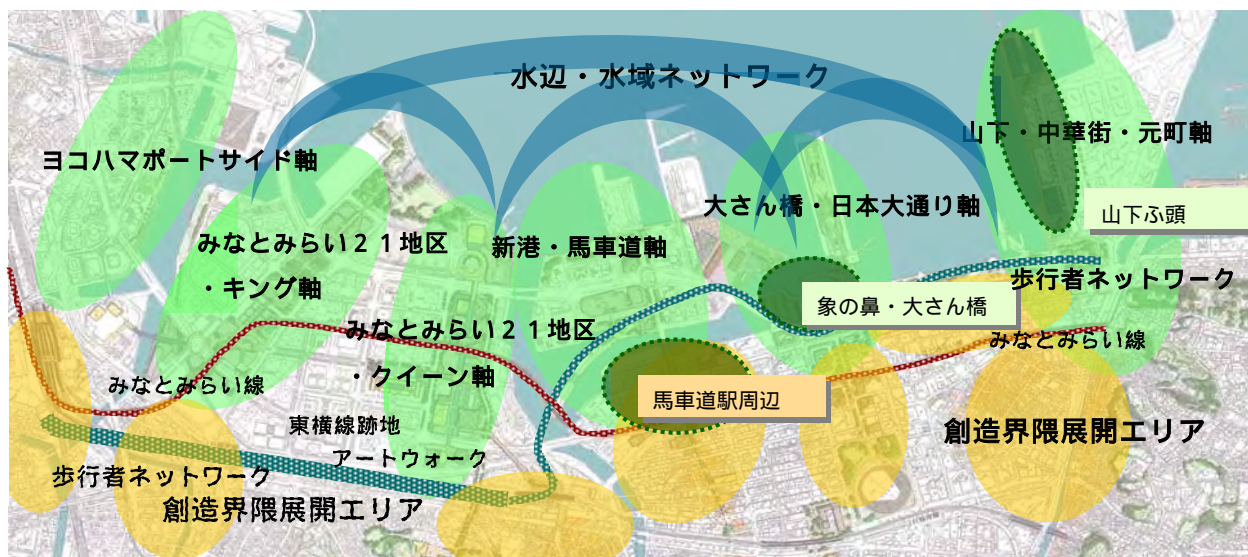 水辺・水域ネットワーク
山下・中華街・元町軸
ヨコハマポートサイド軸
大さん橋・日本大通り軸
山下ふ頭
みなとみらい２１地区
・キング軸
新港・馬車道軸
歩行者ネットワーク
象の鼻・大さん橋
みなとみらい２１地区
・クイーン軸
みなとみらい線
みなとみらい線
馬車道駅周辺
東横線跡地
アートウォーク
創造界隈展開エリア
歩行者ネットワーク
創造界隈展開エリア